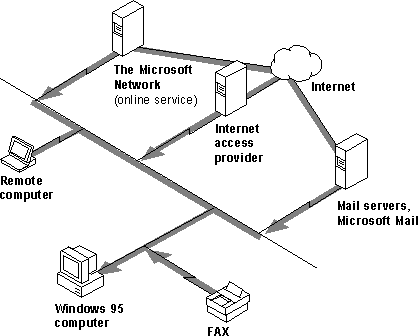 The Microsoft
Network
(online service)
Internet
Internet
access
provider
Remote
computer
Mail servers,
Microsoft Mail
Windows 95
computer
FAX